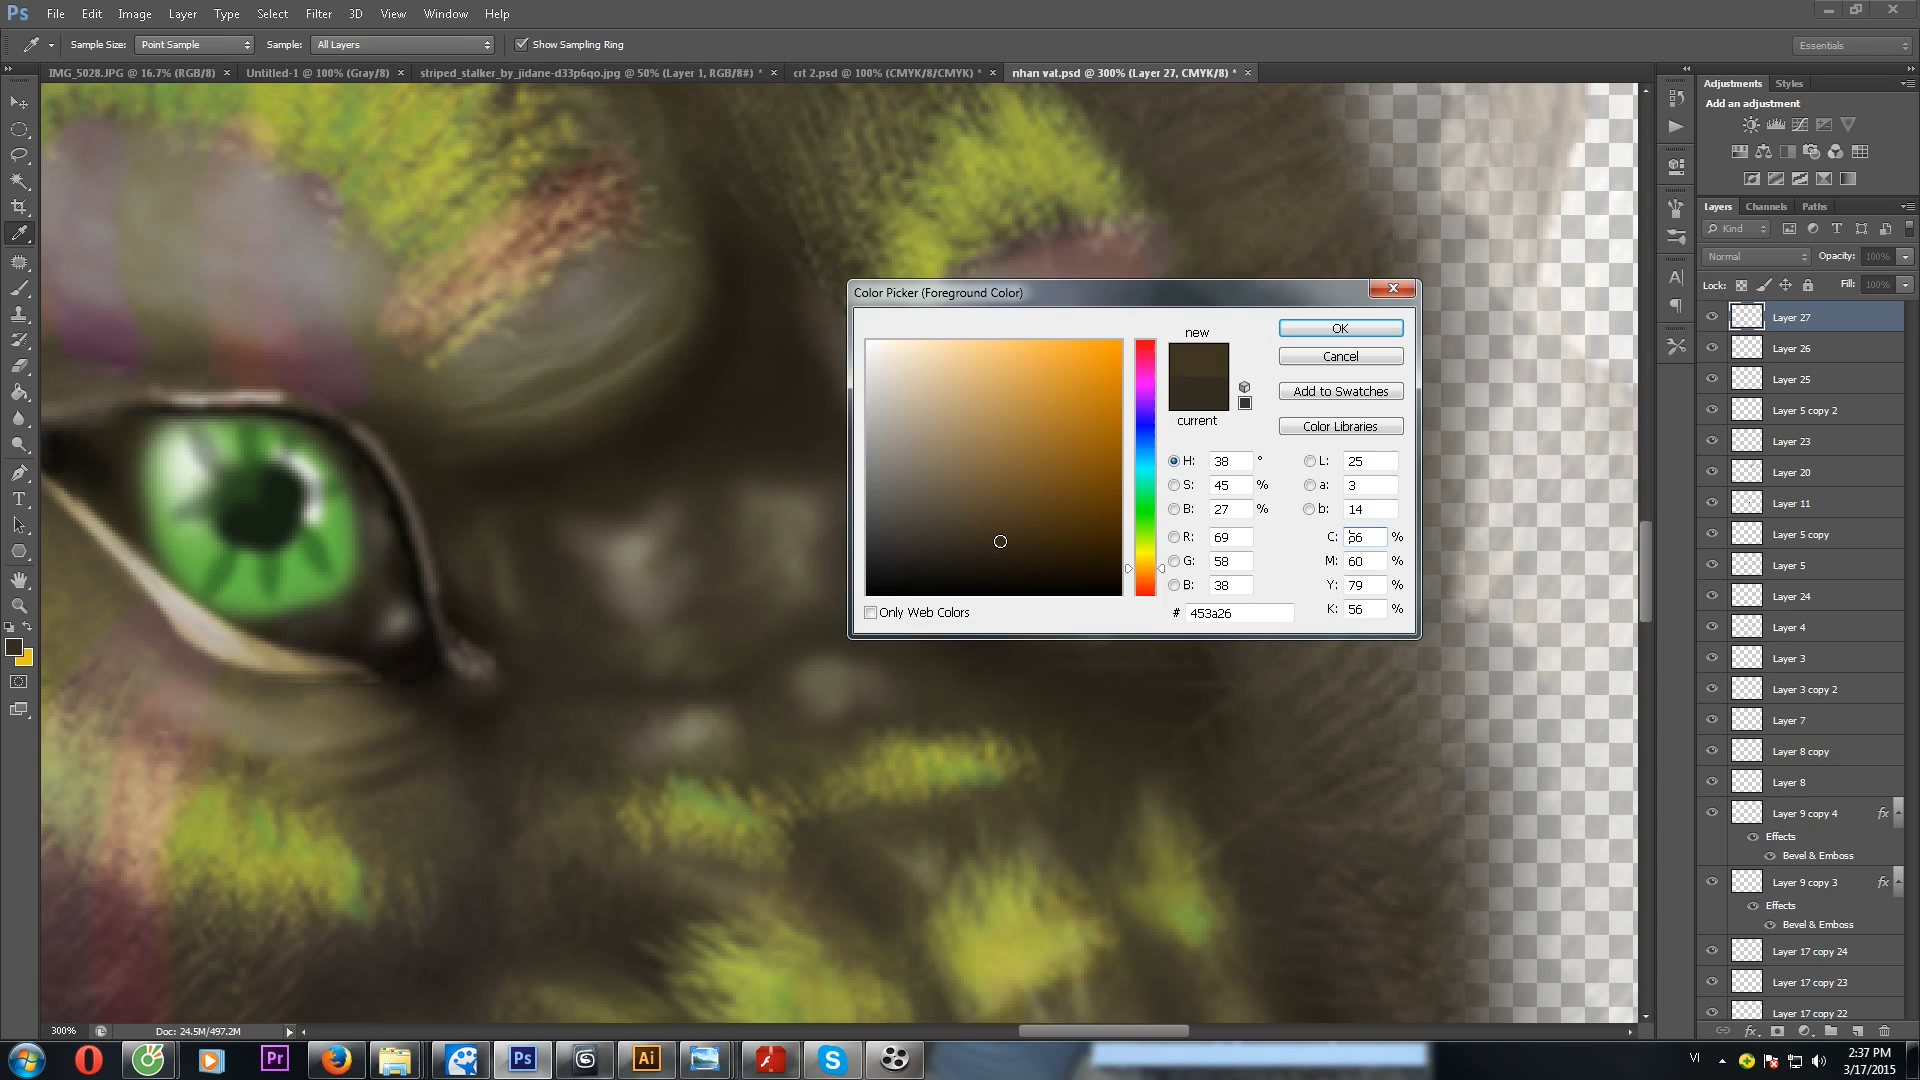 Ps File Edit Image Layer Type Select Filter 3D View Window Help
Sample Size: Point Sample Sample: All Layers Show Sampling Ring Essentials
IMG_5028.JPG @ 16.7% (RGB/8) × Untitled-1 @ 100% (Gray/8) × striped_stalker_by_jidane-d33p6qo.jpg @ 50% (Layer 1, RGB/8#) * × crt 2.psd @ 100% (CMYK/8/CMYK) * × nhan vat.psd @ 300% (Layer 27, CMYK/8) * ×
Adjustments Styles
Add an adjustment
Layers Channels Paths
Kind
Normal Opacity: 100%
Lock: Fill: 100%
Layer 27
Layer 26
Layer 25
Layer 5 copy 2
Layer 23
Layer 20
Layer 11
Layer 5 copy
Layer 5
Layer 24
Layer 4
Layer 3
Layer 3 copy 2
Layer 7
Layer 8 copy
Layer 8
Layer 9 copy 4 fx
Effects
Bevel & Emboss
Layer 9 copy 3 fx
Effects
Bevel & Emboss
Layer 17 copy 24
Layer 17 copy 23
Layer 17 copy 22
Color Picker (Foreground Color)
new
current
OK
Cancel
Add to Swatches
Color Libraries
H: 38 ° L: 25
S: 45 % a: 3
B: 27 % b: 14
R: 69 C: 56 %
G: 58 M: 60 %
B: 38 Y: 79 %
# 453a26 K: 56 %
Only Web Colors
300% Doc: 24.5M/497.2M
Pr Ps Ai S
VI
2:37 PM
3/17/2015